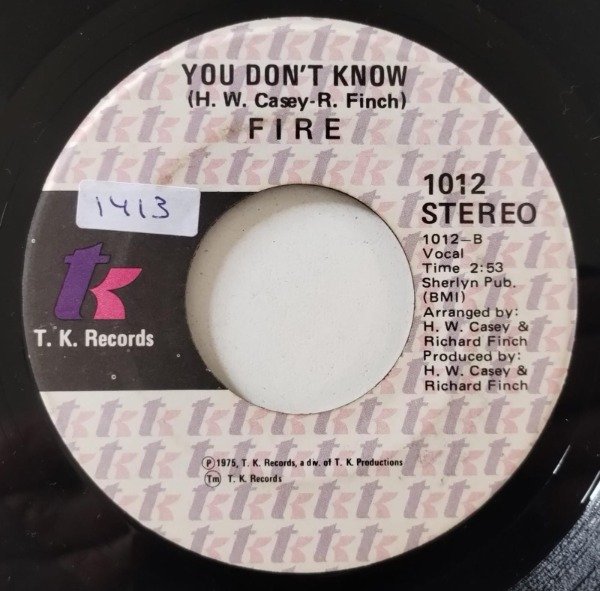 YOU DON'T KNOW
(H. W. Casey-R. Finch)
FIRE
1413
tk
T. K. Records
1012
STEREO
1012-B
Vocal
Time 2:53
Sherlyn Pub.
(BMI)
Arranged by:
H. W. Casey &
Richard Finch
Produced by:
H. W. Casey &
Richard Finch
℗1975, T. K. Records, a dw. of T. K. Productions
Tm T. K. Records